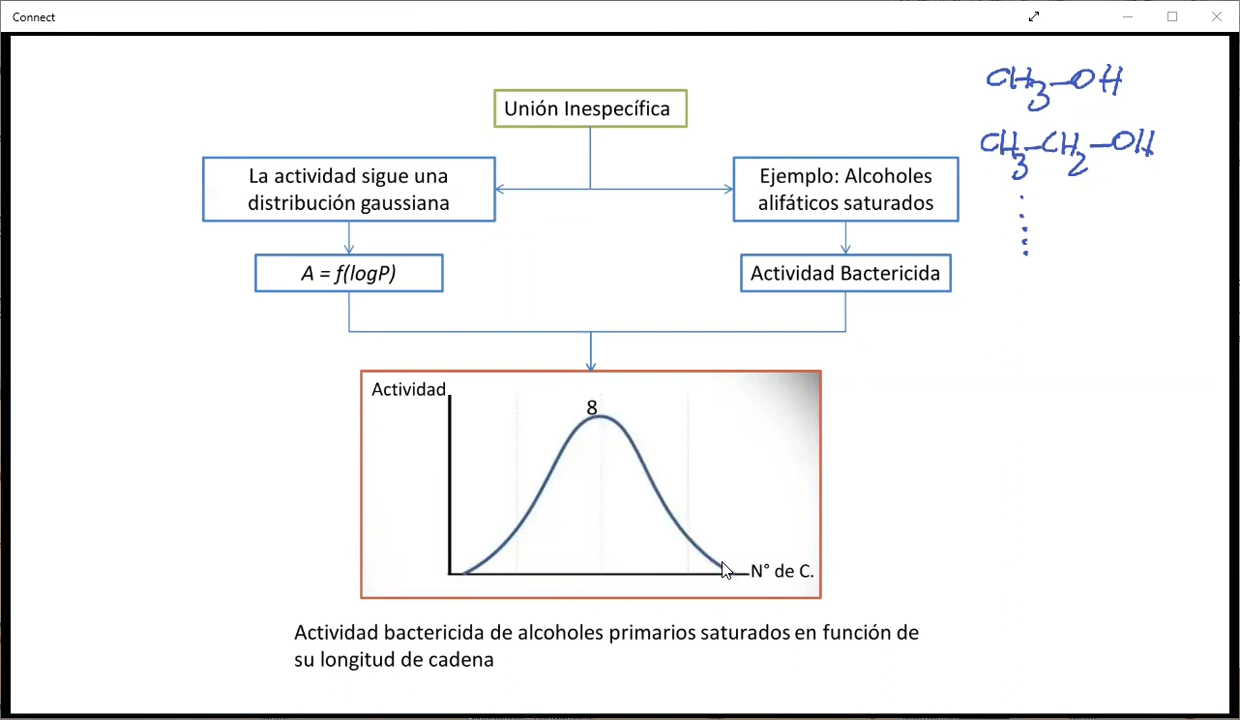 Connect
CH3-OH
CH3-CH2-OH
Unión Inespecífica
La actividad sigue una
distribución gaussiana
Ejemplo: Alcoholes
alifáticos saturados
A = f(logP)
Actividad Bactericida
Actividad
8
N° de C.
Actividad bactericida de alcoholes primarios saturados en función de
su longitud de cadena